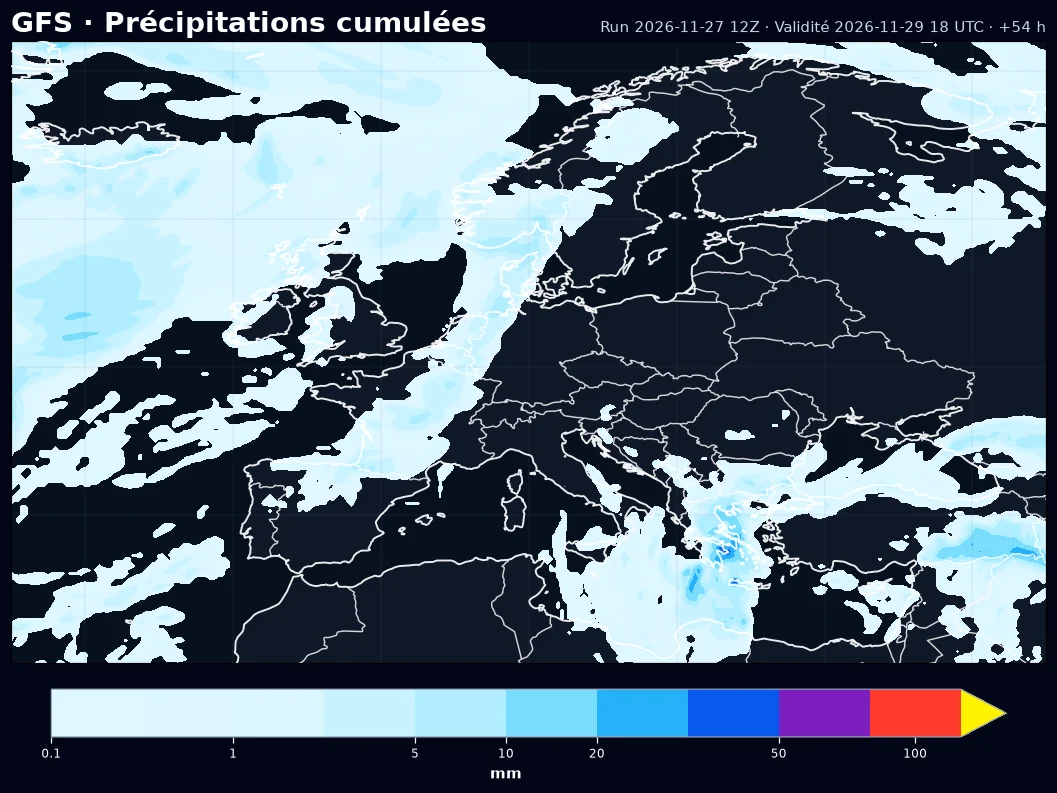 GFS · Précipitations cumulées
Run 2026-11-27 12Z · Validité 2026-11-29 18 UTC · +54 h
0.1 1 5 10 20 50 100
mm